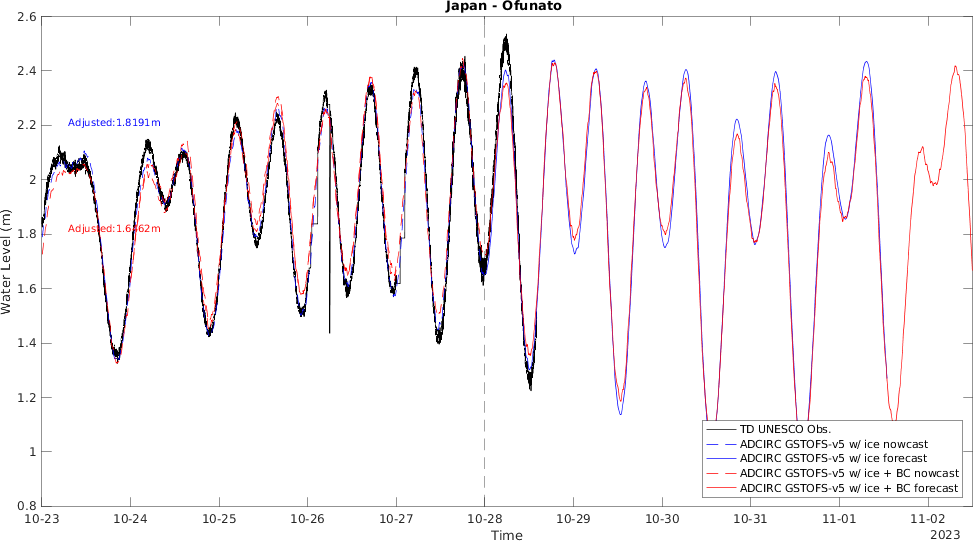 Japan - Ofunato
2.6
2.4
2.2
2
1.8
1.6
1.4
1.2
1
0.8
Water Level (m)
Adjusted:1.8191m
TD UNESCO Obs.
ADCIRC GSTOFS-v5 w/ ice nowcast
ADCIRC GSTOFS-v5 w/ ice forecast
ADCIRC GSTOFS-v5 w/ ice + BC nowcast
ADCIRC GSTOFS-v5 w/ ice + BC forecast
10-23
10-24
10-25
10-26
10-27
10-28
10-29
10-30
10-31
11-01
11-02
Time
2023